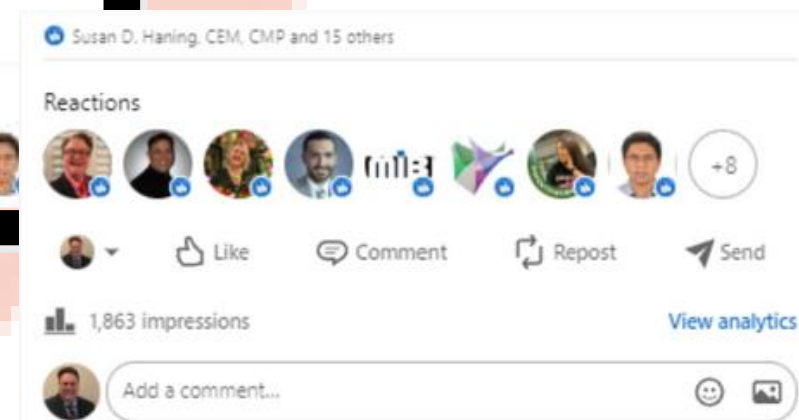 Susan D. Haning, CEM, CMP and 15 others
Reactions
+8
Like Comment Repost Send
1,863 impressions View analytics
Add a comment...